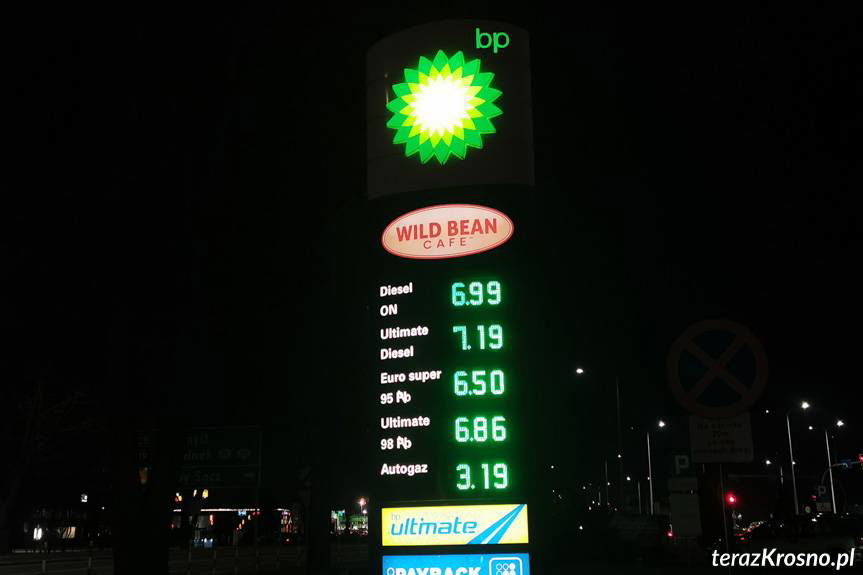 bp
WILD BEAN
CAFE
Diesel
ON
6.99
Ultimate
Diesel
7.19
Euro super
95 Pb
6.50
Ultimate
98 Pb
6.86
Autogaz
3.19
bp
ultimate
PAYBACK
P
terazKrosno.pl